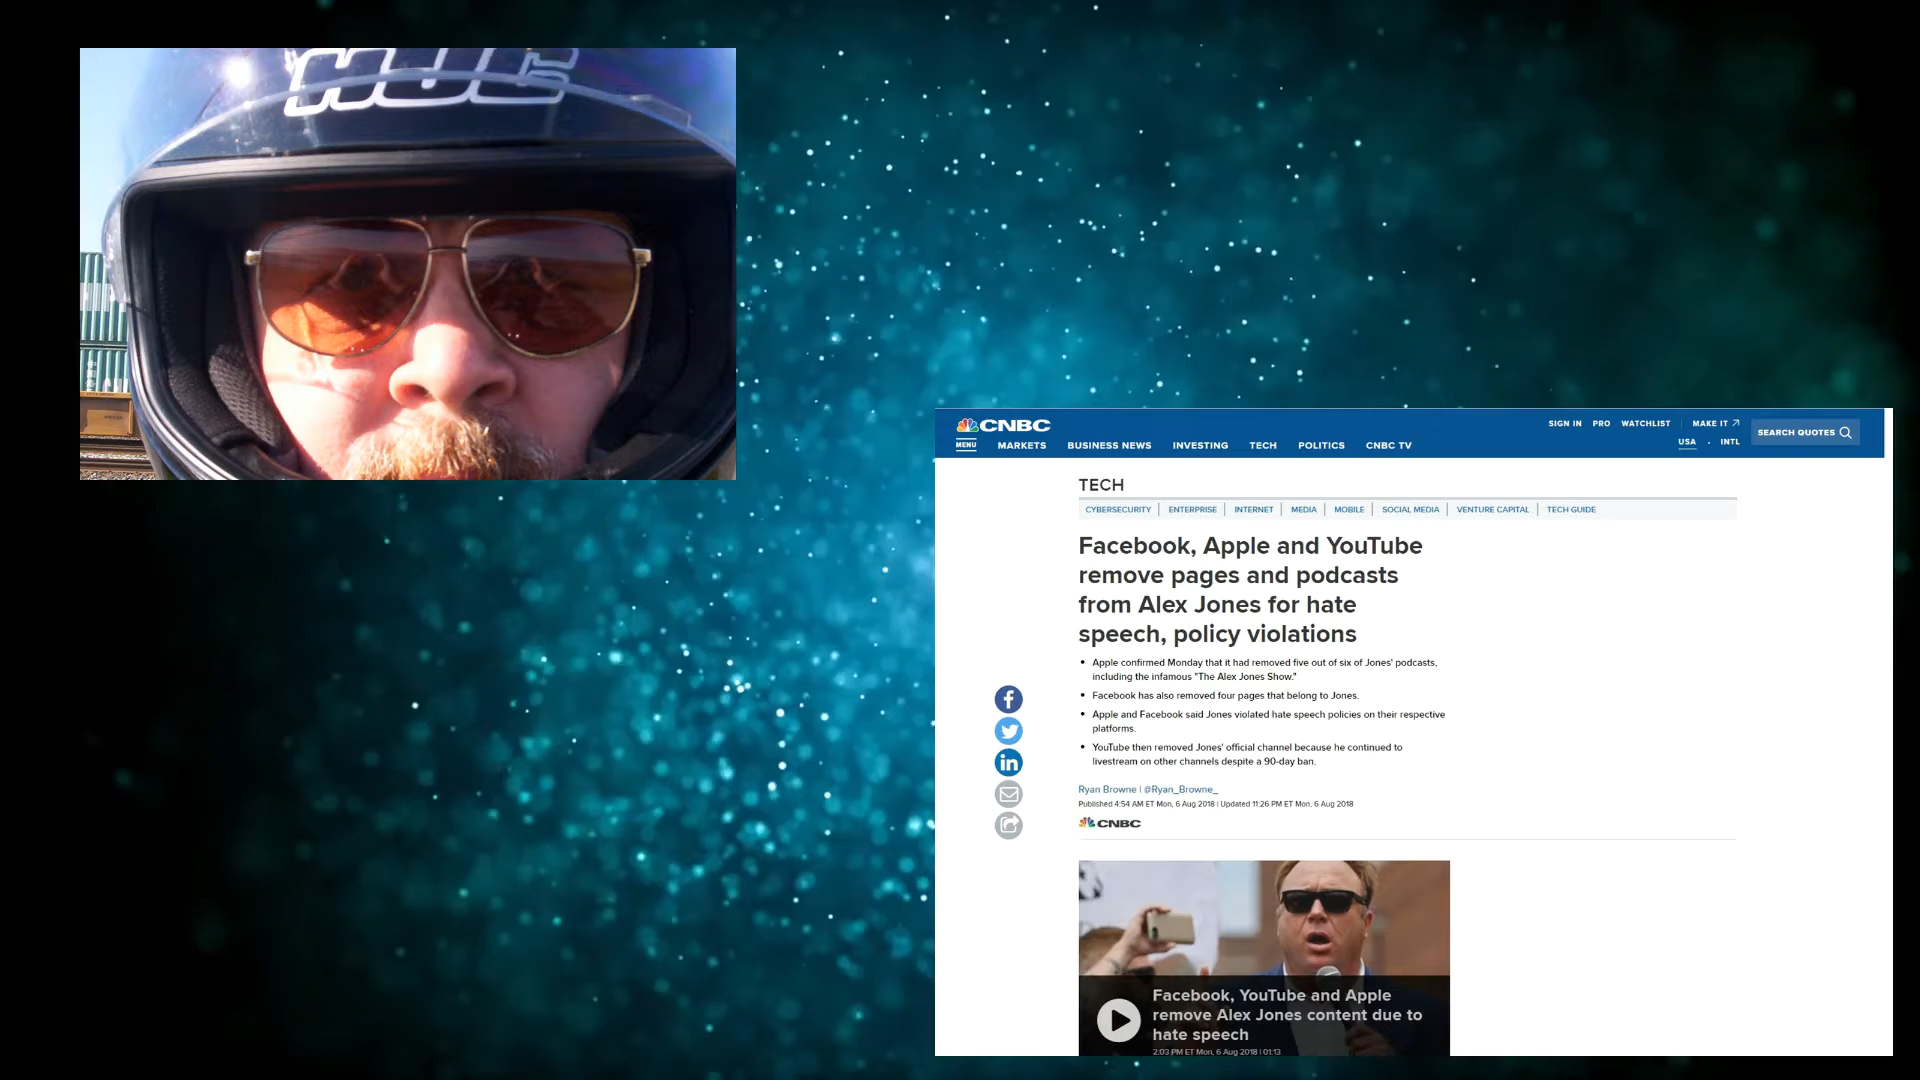 HJC
CNBC
SIGN IN PRO WATCHLIST MAKE IT
SEARCH QUOTES
USA · INTL
MENU
MARKETS BUSINESS NEWS INVESTING TECH POLITICS CNBC TV
TECH
CYBERSECURITY | ENTERPRISE | INTERNET | MEDIA | MOBILE | SOCIAL MEDIA | VENTURE CAPITAL | TECH GUIDE
Facebook, Apple and YouTube
remove pages and podcasts
from Alex Jones for hate
speech, policy violations
• Apple confirmed Monday that it had removed five out of six of Jones' podcasts,
including the infamous "The Alex Jones Show."
• Facebook has also removed four pages that belong to Jones.
• Apple and Facebook said Jones violated hate speech policies on their respective
platforms.
• YouTube then removed Jones' official channel because he continued to
livestream on other channels despite a 90-day ban.
Ryan Browne | @Ryan_Browne_
Published 4:54 AM ET Mon, 6 Aug 2018 | Updated 11:26 PM ET Mon, 6 Aug 2018
CNBC
Facebook, YouTube and Apple
remove Alex Jones content due to
hate speech
2:03 PM ET Mon, 6 Aug 2018 | 01:13